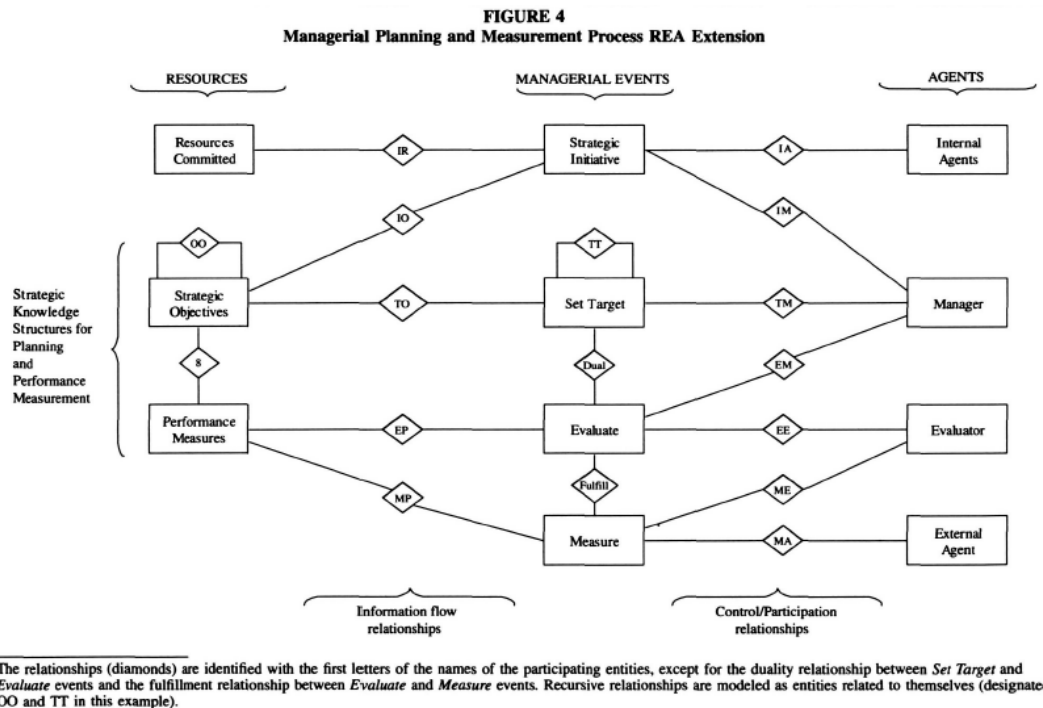 FIGURE 4
Managerial Planning and Measurement Process REA Extension
RESOURCES
MANAGERIAL EVENTS
AGENTS
Resources
Committed
IR
Strategic
Initiative
IA
Internal
Agents
IO
IM
OO
TT
Strategic
Knowledge
Structures for
Planning
and
Performance
Measurement
Strategic
Objectives
TO
Set Target
TM
Manager
8
Dual
EM
Performance
Measures
EP
Evaluate
EE
Evaluator
MP
Fulfill
ME
Measure
MA
External
Agent
Information flow
relationships
Control/Participation
relationships
The relationships (diamonds) are identified with the first letters of the names of the participating entities, except for the duality relationship between Set Target and
Evaluate events and the fulfillment relationship between Evaluate and Measure events. Recursive relationships are modeled as entities related to themselves (designated
OO and TT in this example).